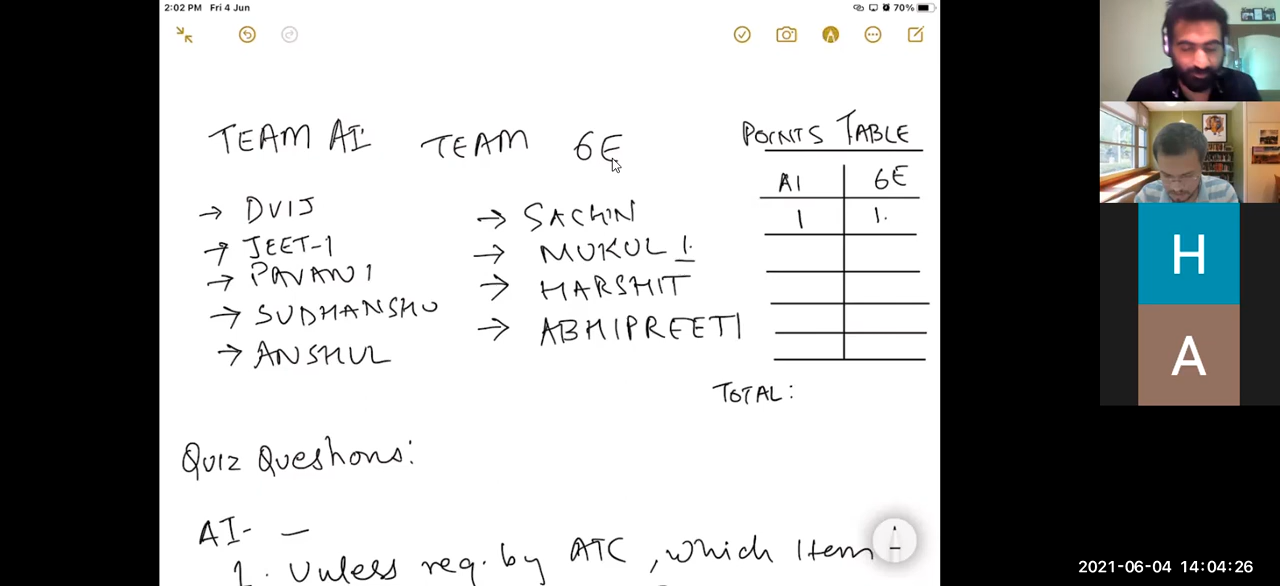 2:02 PM Fri 4 Jun
70%
TEAM AI
TEAM 6E
POINTS TABLE
AI 6E
1 1.
→ DVIJ
→ JEET-1
→ PAVAN 1
→ SUDHANSHU
→ ANSHUL
→ SACHIN
→ MUKUL 1.
→ HARSHIT
→ ABHIPREET 1
TOTAL:
Quiz Questions:
AI- —
1. Unless req. by ATC, which Item
H
A
2021-06-04 14:04:26